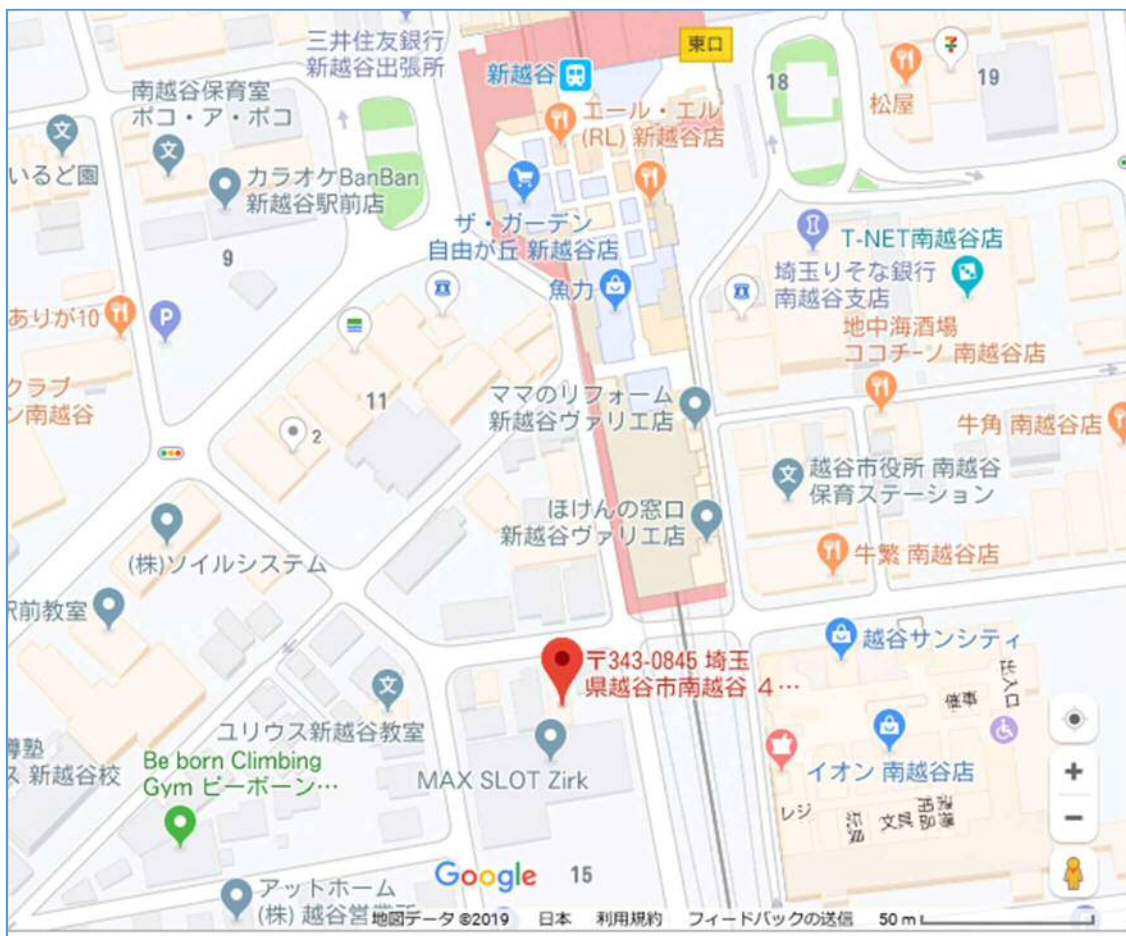 三井住友銀行
新越谷出張所
新越谷
東口
18
19
松屋
南越谷保育室
ポコ・ア・ポコ
エール・エル
(RL) 新越谷店
いるど園
カラオケBanBan
新越谷駅前店
9
ザ・ガーデン
自由が丘 新越谷店
T-NET南越谷店
埼玉りそな銀行
南越谷支店
魚力
ありが10
P
地中海酒場
ココチーノ 南越谷店
クラブ
ン南越谷
11
2
ママのリフォーム
新越谷ヴァリエ店
牛角 南越谷店
越谷市役所 南越谷
保育ステーション
ほけんの窓口
新越谷ヴァリエ店
(株)ソイルシステム
牛繁 南越谷店
駅前教室
越谷サンシティ
〒343-0845 埼玉
県越谷市南越谷 4…
出入口
ユリウス新越谷教室
塾
ス 新越谷校
Be born Climbing
Gym ビーボーン…
MAX SLOT Zirk
イオン 南越谷店
レジ
Google
15
アットホーム
(株) 越谷営業所
地図データ ©2019 日本 利用規約 フィードバックの送信 50 m